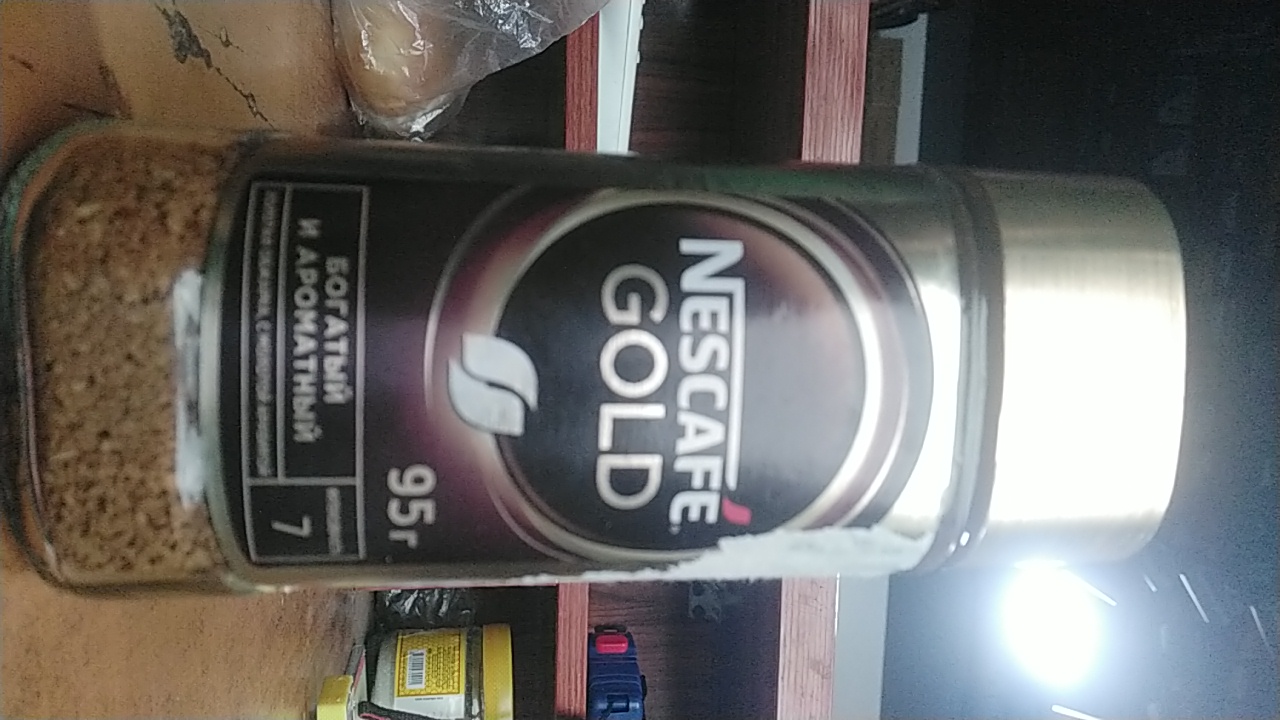 NESCAFÉ
GOLD
95г
БОГАТЫЙ
И АРОМАТНЫЙ
7